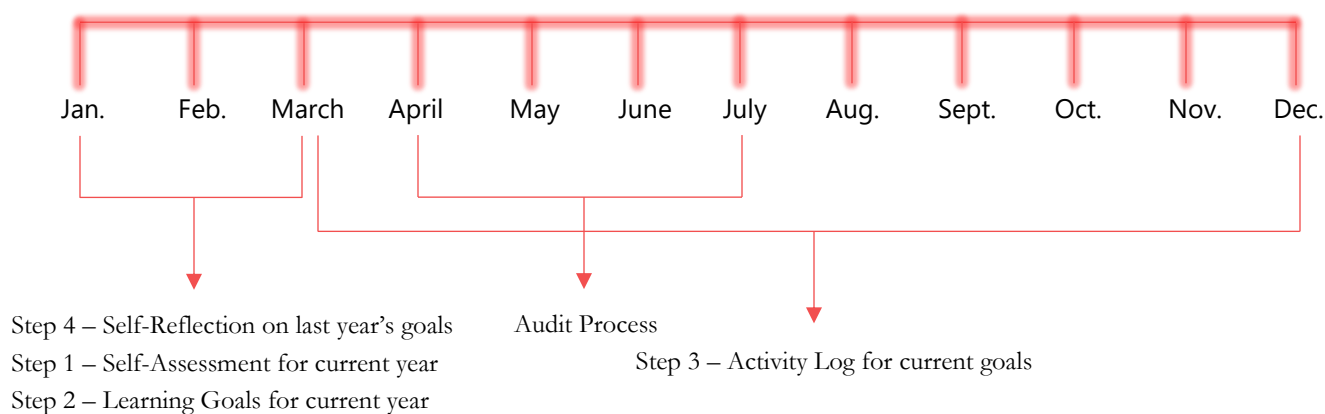 Jan. Feb. March April May June July Aug. Sept. Oct. Nov. Dec.
Step 4 – Self-Reflection on last year’s goals
Step 1 – Self-Assessment for current year
Step 2 – Learning Goals for current year
Audit Process
Step 3 – Activity Log for current goals